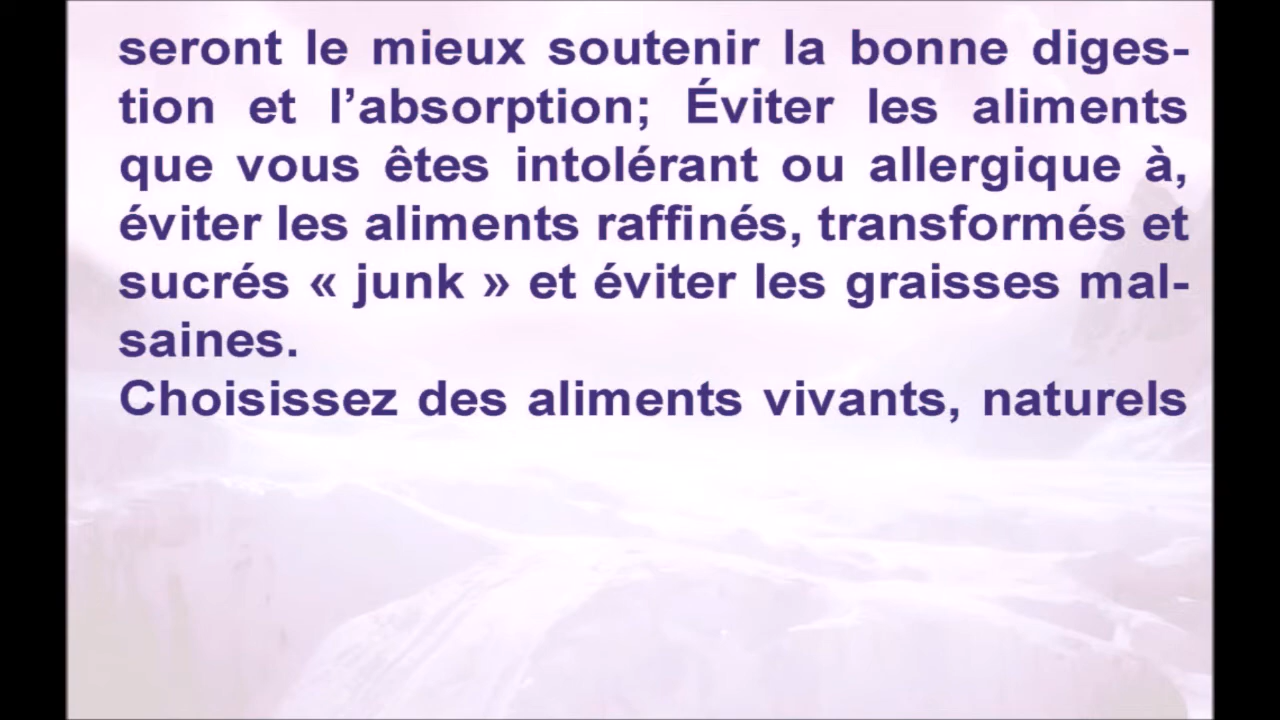 seront le mieux soutenir la bonne diges-
tion et l’absorption; Éviter les aliments
que vous êtes intolérant ou allergique à,
éviter les aliments raffinés, transformés et
sucrés « junk » et éviter les graisses mal-
saines.
Choisissez des aliments vivants, naturels